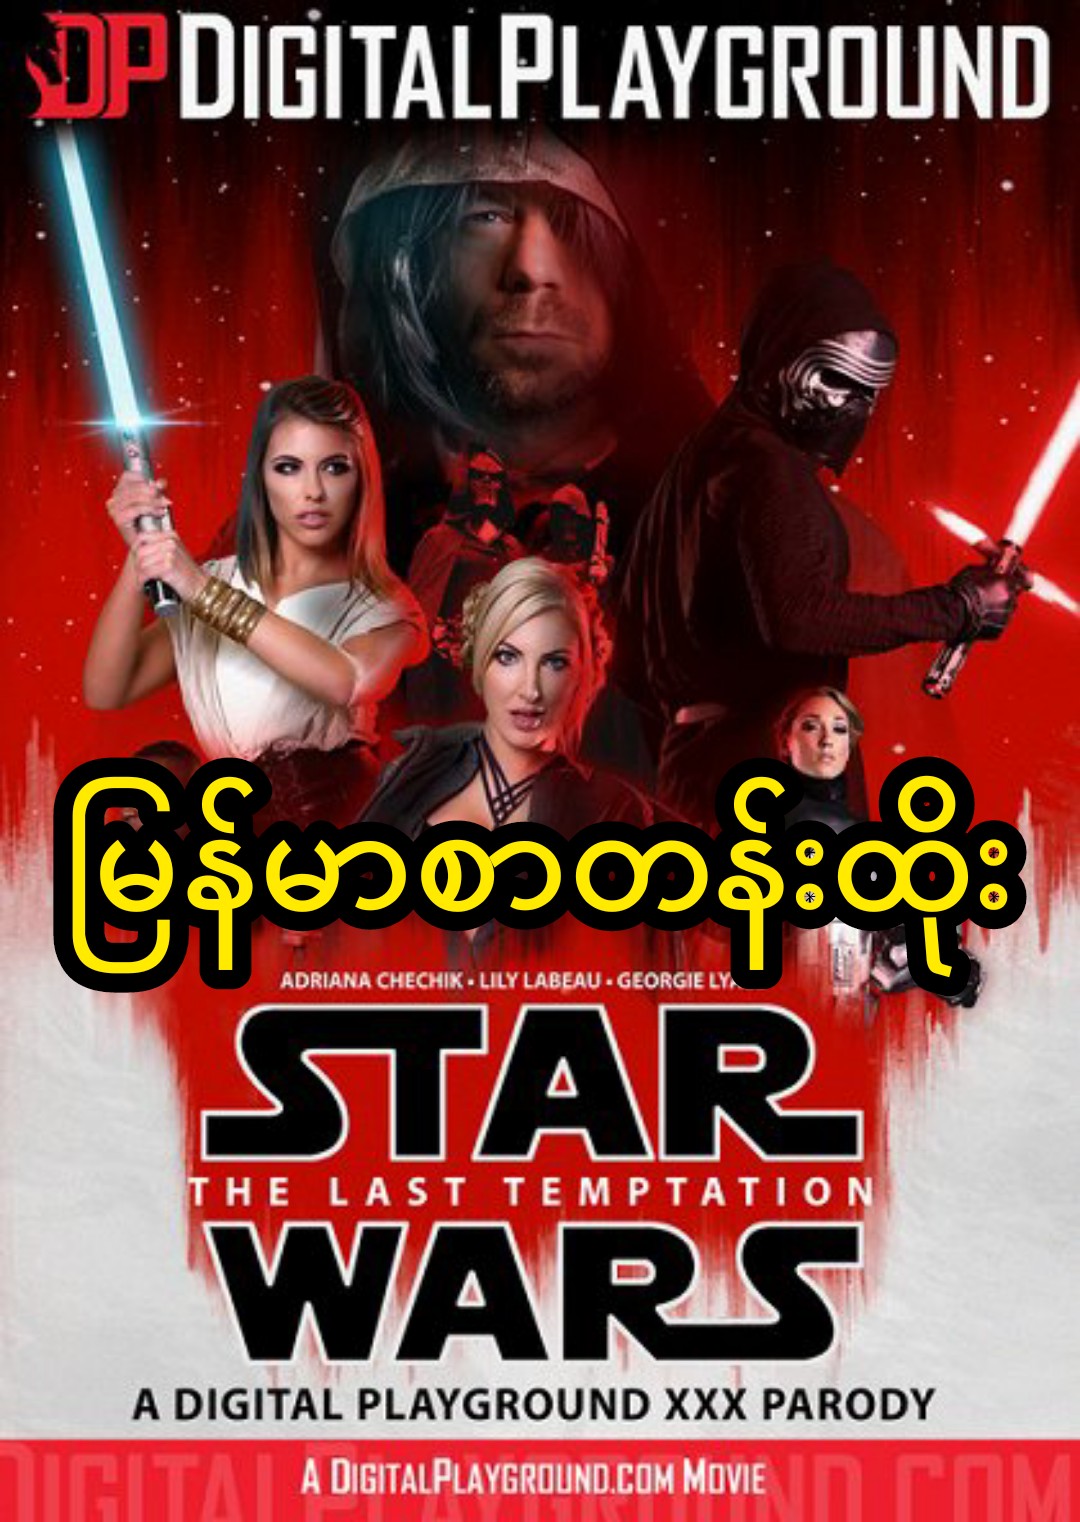 DP DIGITALPLAYGROUND
မြန်မာစာတန်းထိုး
ADRIANA CHECHIK • LILY LABEAU • GEORGIE
STAR
THE LAST TEMPTATION
WARS
A DIGITAL PLAYGROUND XXX PARODY
A DIGITALPLAYGROUND.COM MOVIE